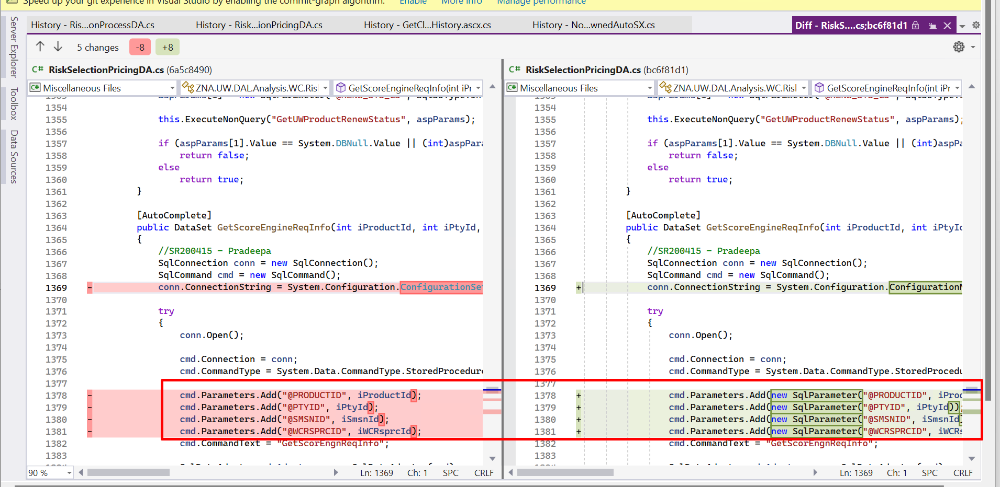 Speed up your git experience in Visual Studio by enabling the commit-graph algorithm. Enable More info Manage performance
Server Explorer
Toolbox
Data Sources
History - Ris...onProcessDA.cs History - Risk...ionPricingDA.cs History - GetCl...History.ascx.cs History - No...wnedAutoSX.cs Diff - RiskS....cs;bc6f81d1
5 changes -8 +8
C# RiskSelectionPricingDA.cs (6a5c8490)
C# Miscellaneous Files ZNA.UW.DAL.Analysis.WC.Ris GetScoreEngineReqInfo(int iPr
1354
1355 this.ExecuteNonQuery("GetUWProductRenewStatus", aspParams);
1356
1357 if (aspParams[1].Value == System.DBNull.Value || (int)aspPara
1358 return false;
1359 else
1360 return true;
1361 }
1362
1363 [AutoComplete]
1364 public DataSet GetScoreEngineReqInfo(int iProductId, int iPtyId,
1365 {
1366 //SR200415 - Pradeepa
1367 SqlConnection conn = new SqlConnection();
1368 SqlCommand cmd = new SqlCommand();
1369 - conn.ConnectionString = System.Configuration.ConfigurationSe
1370
1371 try
1372 {
1373 conn.Open();
1374
1375 cmd.Connection = conn;
1376 cmd.CommandType = System.Data.CommandType.StoredProcedur
1377
1378 - cmd.Parameters.Add("@PRODUCTID", iProductId);
1379 - cmd.Parameters.Add("@PTYID", iPtyId);
1380 - cmd.Parameters.Add("@SMSNID", iSmsnId);
1381 - cmd.Parameters.Add("@WCRSPRCID", iWCRsprcId);
1382 cmd.CommandText = "GetScorEngnReqInfo";
1383
90 % Ln: 1369 Ch: 1 SPC CRLF
C# RiskSelectionPricingDA.cs (bc6f81d1)
C# Miscellaneous Files ZNA.UW.DAL.Analysis.WC.Risl GetScoreEngineReqInfo(int iPr
1354
1355 this.ExecuteNonQuery("GetUWProductRenewStatus", aspParams);
1356
1357 if (aspParams[1].Value == System.DBNull.Value || (int)aspPa
1358 return false;
1359 else
1360 return true;
1361 }
1362
1363 [AutoComplete]
1364 public DataSet GetScoreEngineReqInfo(int iProductId, int iPtyId
1365 {
1366 //SR200415 - Pradeepa
1367 SqlConnection conn = new SqlConnection();
1368 SqlCommand cmd = new SqlCommand();
1369 + conn.ConnectionString = System.Configuration.ConfigurationM
1370
1371 try
1372 {
1373 conn.Open();
1374
1375 cmd.Connection = conn;
1376 cmd.CommandType = System.Data.CommandType.StoredProcedu
1377
1378 + cmd.Parameters.Add(new SqlParameter("@PRODUCTID", iProd
1379 + cmd.Parameters.Add(new SqlParameter("@PTYID", iPtyId));
1380 + cmd.Parameters.Add(new SqlParameter("@SMSNID", iSmsnId)
1381 + cmd.Parameters.Add(new SqlParameter("@WCRSPRCID", iWCRs
1382 cmd.CommandText = "GetScorEngnReqInfo";
1383
Ln: 1369 Ch: 1 SPC CRLF